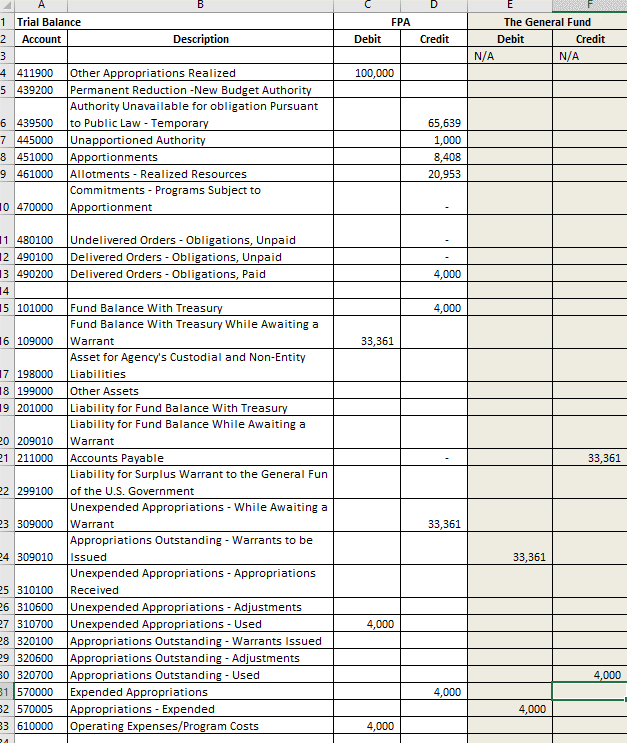 A B C D E F
1 Trial Balance FPA The General Fund
2 Account Description Debit Credit Debit Credit
3 N/A N/A
4 411900 Other Appropriations Realized 100,000
5 439200 Permanent Reduction -New Budget Authority
Authority Unavailable for obligation Pursuant
6 439500 to Public Law - Temporary 65,639
7 445000 Unapportioned Authority 1,000
8 451000 Apportionments 8,408
9 461000 Allotments - Realized Resources 20,953
Commitments - Programs Subject to
10 470000 Apportionment -
11 480100 Undelivered Orders - Obligations, Unpaid -
12 490100 Delivered Orders - Obligations, Unpaid -
13 490200 Delivered Orders - Obligations, Paid 4,000
14
15 101000 Fund Balance With Treasury 4,000
Fund Balance With Treasury While Awaiting a
16 109000 Warrant 33,361
Asset for Agency's Custodial and Non-Entity
17 198000 Liabilities
18 199000 Other Assets
19 201000 Liability for Fund Balance With Treasury
Liability for Fund Balance While Awaiting a
20 209010 Warrant
21 211000 Accounts Payable - 33,361
Liability for Surplus Warrant to the General Fun
22 299100 of the U.S. Government
Unexpended Appropriations - While Awaiting a
23 309000 Warrant 33,361
Appropriations Outstanding - Warrants to be
24 309010 Issued 33,361
Unexpended Appropriations - Appropriations
25 310100 Received
26 310600 Unexpended Appropriations - Adjustments
27 310700 Unexpended Appropriations - Used 4,000
28 320100 Appropriations Outstanding - Warrants Issued
29 320600 Appropriations Outstanding - Adjustments
30 320700 Appropriations Outstanding - Used 4,000
31 570000 Expended Appropriations 4,000
32 570005 Appropriations - Expended 4,000
33 610000 Operating Expenses/Program Costs 4,000